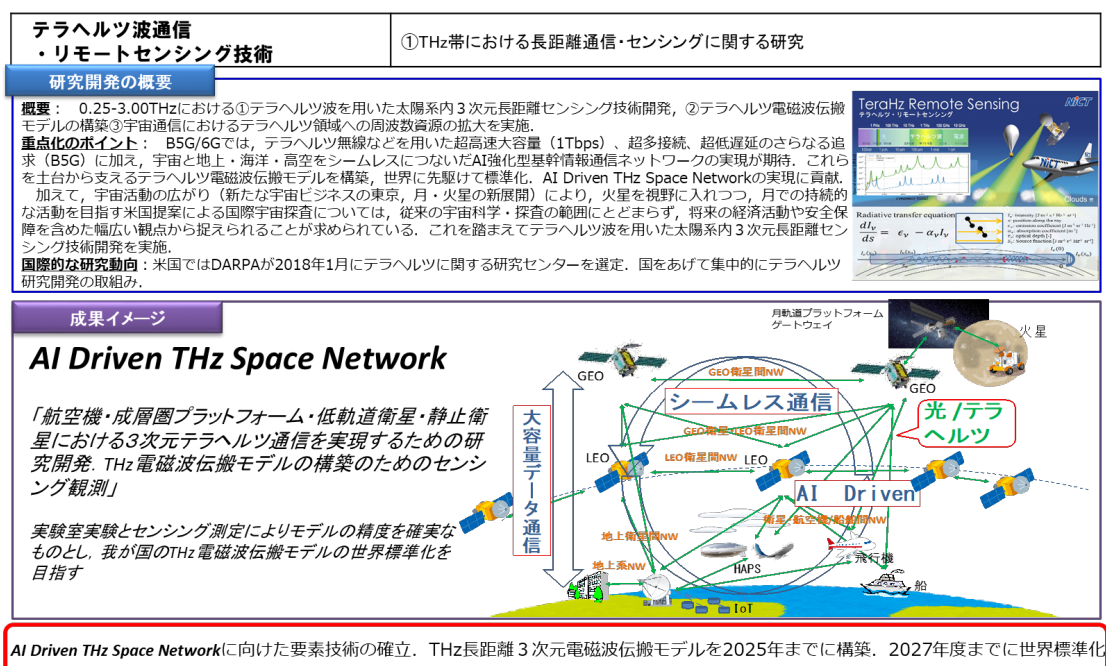 テラヘルツ波通信
・リモートセンシング技術
①THz帯における長距離通信・センシングに関する研究
研究開発の概要
概要： 0.25-3.00THzにおける①テラヘルツ波を用いた太陽系内３次元長距離センシング技術開発，②テラヘルツ電磁波伝搬
モデルの構築③宇宙通信におけるテラヘルツ領域への周波数資源の拡大を実施．
重点化のポイント： B5G/6Gでは，テラヘルツ無線などを用いた超高速大容量（1Tbps）、超多接続、超低遅延のさらなる追
求（B5G）に加え，宇宙と地上・海洋・高空をシームレスにつないだAI強化型基幹情報通信ネットワークの実現が期待．これら
を土台から支えるテラヘルツ電磁波伝搬モデルを構築，世界に先駆けて標準化．AI Driven THz Space Networkの実現に貢献．
加えて，宇宙活動の広がり（新たな宇宙ビジネスの東京，月・火星の新展開）により，火星を視野に入れつつ，月での持続的
な活動を目指す米国提案による国際宇宙探査については，従来の宇宙科学・探査の範囲にとどまらず，将来の経済活動や安全保
障を含めた幅広い観点から捉えられることが求められている．これを踏まえてテラヘルツ波を用いた太陽系内３次元長距離セン
シング技術開発を実施．
国際的な研究動向：米国ではDARPAが2018年1月にテラヘルツに関する研究センターを選定．国をあげて集中的にテラヘルツ
研究開発の取組み．
TeraHz Remote Sensing
テラヘルツ・リモートセンシング
NICT
NICT
Clouds
Radiative transfer equation
dIν/ds = εν - ανIν
成果イメージ
AI Driven THz Space Network
「航空機・成層圏プラットフォーム・低軌道衛星・静止衛
星における3次元テラヘルツ通信を実現するための研
究開発．THz電磁波伝搬モデルの構築のためのセンシ
ング観測」
実験室実験とセンシング測定によりモデルの精度を確実な
ものとし，我が国のTHz電磁波伝搬モデルの世界標準化を
目指す
大容量データ通信
月軌道プラットフォーム
ゲートウェイ
火星
GEO
GEO衛星間NW
GEO
シームレス通信
光/テラ
ヘルツ
GEO衛星/LEO衛星間NW
LEO
LEO衛星間NW
LEO
AI Driven
衛星/航空機/船舶間NW
地上衛星間NW
飛行機
地上系NW
HAPS
船
IoT
AI Driven THz Space Networkに向けた要素技術の確立．THz長距離３次元電磁波伝搬モデルを2025年までに構築．2027年度までに世界標準化